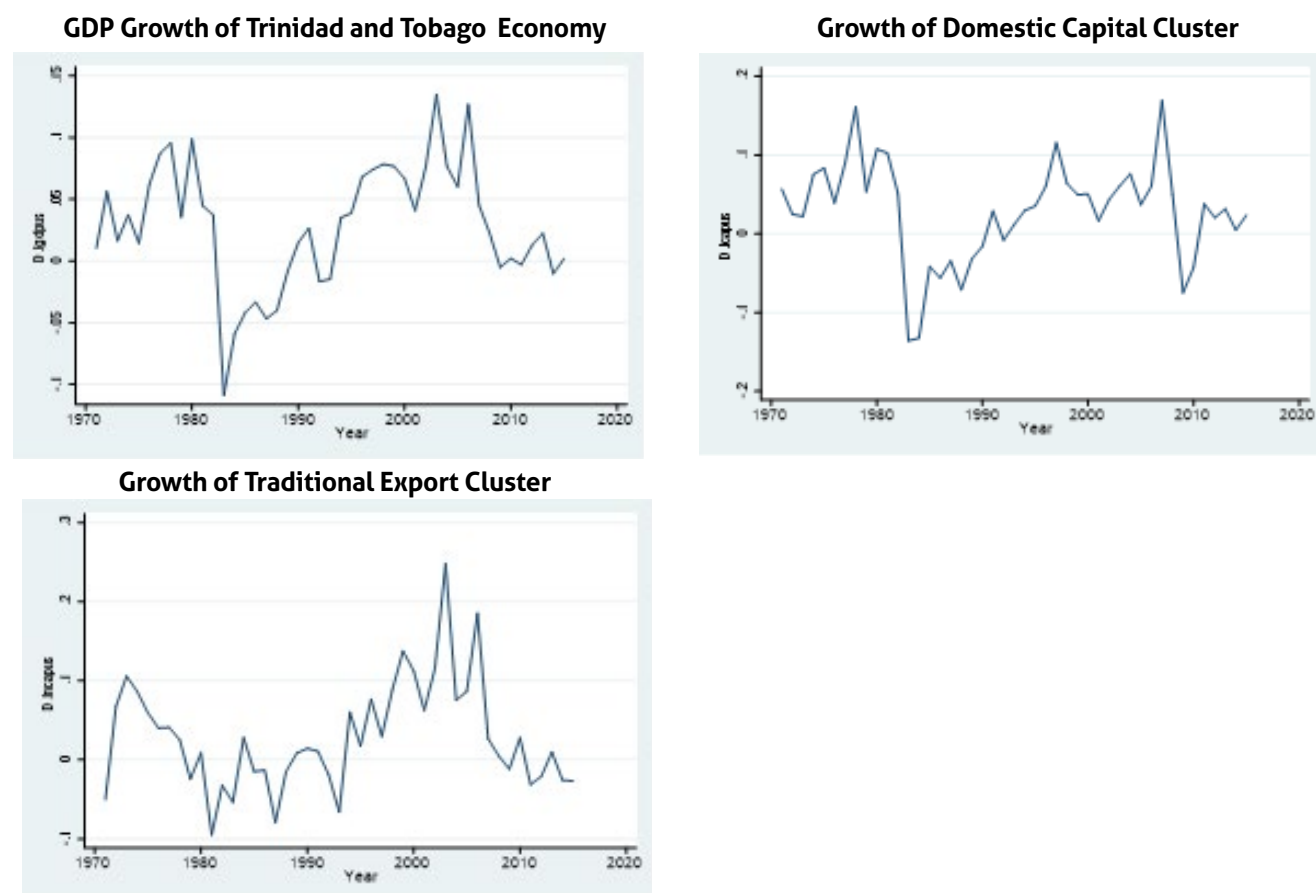 GDP Growth of Trinidad and Tobago Economy
.15
.1
.05
0
-.05
-.1
1970 1980 1990 2000 2010 2020
Year
Growth of Domestic Capital Cluster
.2
.1
0
-.1
-.2
1970 1980 1990 2000 2010 2020
Year
Growth of Traditional Export Cluster
.3
.2
.1
0
-.1
1970 1980 1990 2000 2010 2020
Year